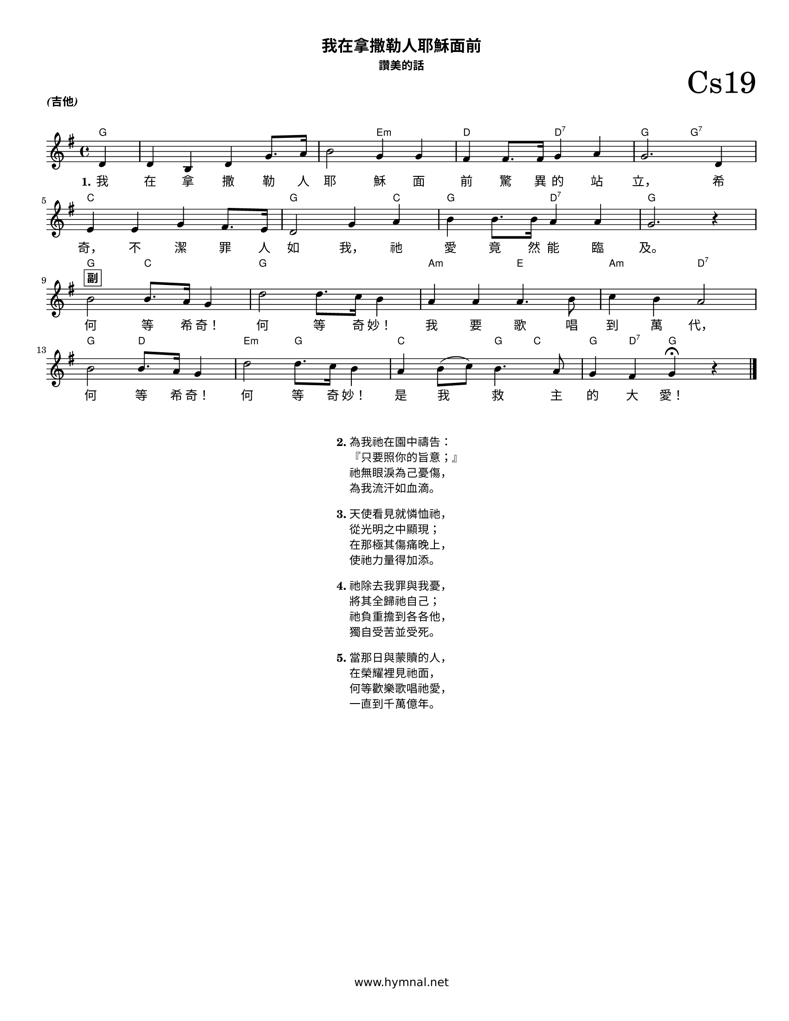 我在拿撒勒人耶穌面前
讚美的話
Cs19
(吉他)
G Em D D7 G G7
1. 我 在 拿 撒 勒 人 耶 穌 面 前 驚 異 的 站 立， 希
5
C G C G D7 G
奇， 不 潔 罪 人 如 我， 祂 愛 竟 然 能 臨 及。
9
G C G Am E Am D7
副
何 等 希 奇！ 何 等 奇 妙！ 我 要 歌 唱 到 萬 代，
13
G D Em G C G C G D7 G
何 等 希 奇！ 何 等 奇 妙！ 是 我 救 主 的 大 愛！
2. 為我祂在園中禱告：
『只要照你的旨意；』
祂無眼淚為己憂傷，
為我流汗如血滴。
3. 天使看見就憐恤祂，
從光明之中顯現；
在那極其傷痛晚上，
使祂力量得加添。
4. 祂除去我罪與我憂，
將其全歸祂自己；
祂負重擔到各各他，
獨自受苦並受死。
5. 當那日與蒙贖的人，
在榮耀裡見祂面，
何等歡樂歌唱祂愛，
一直到千萬億年。
www.hymnal.net